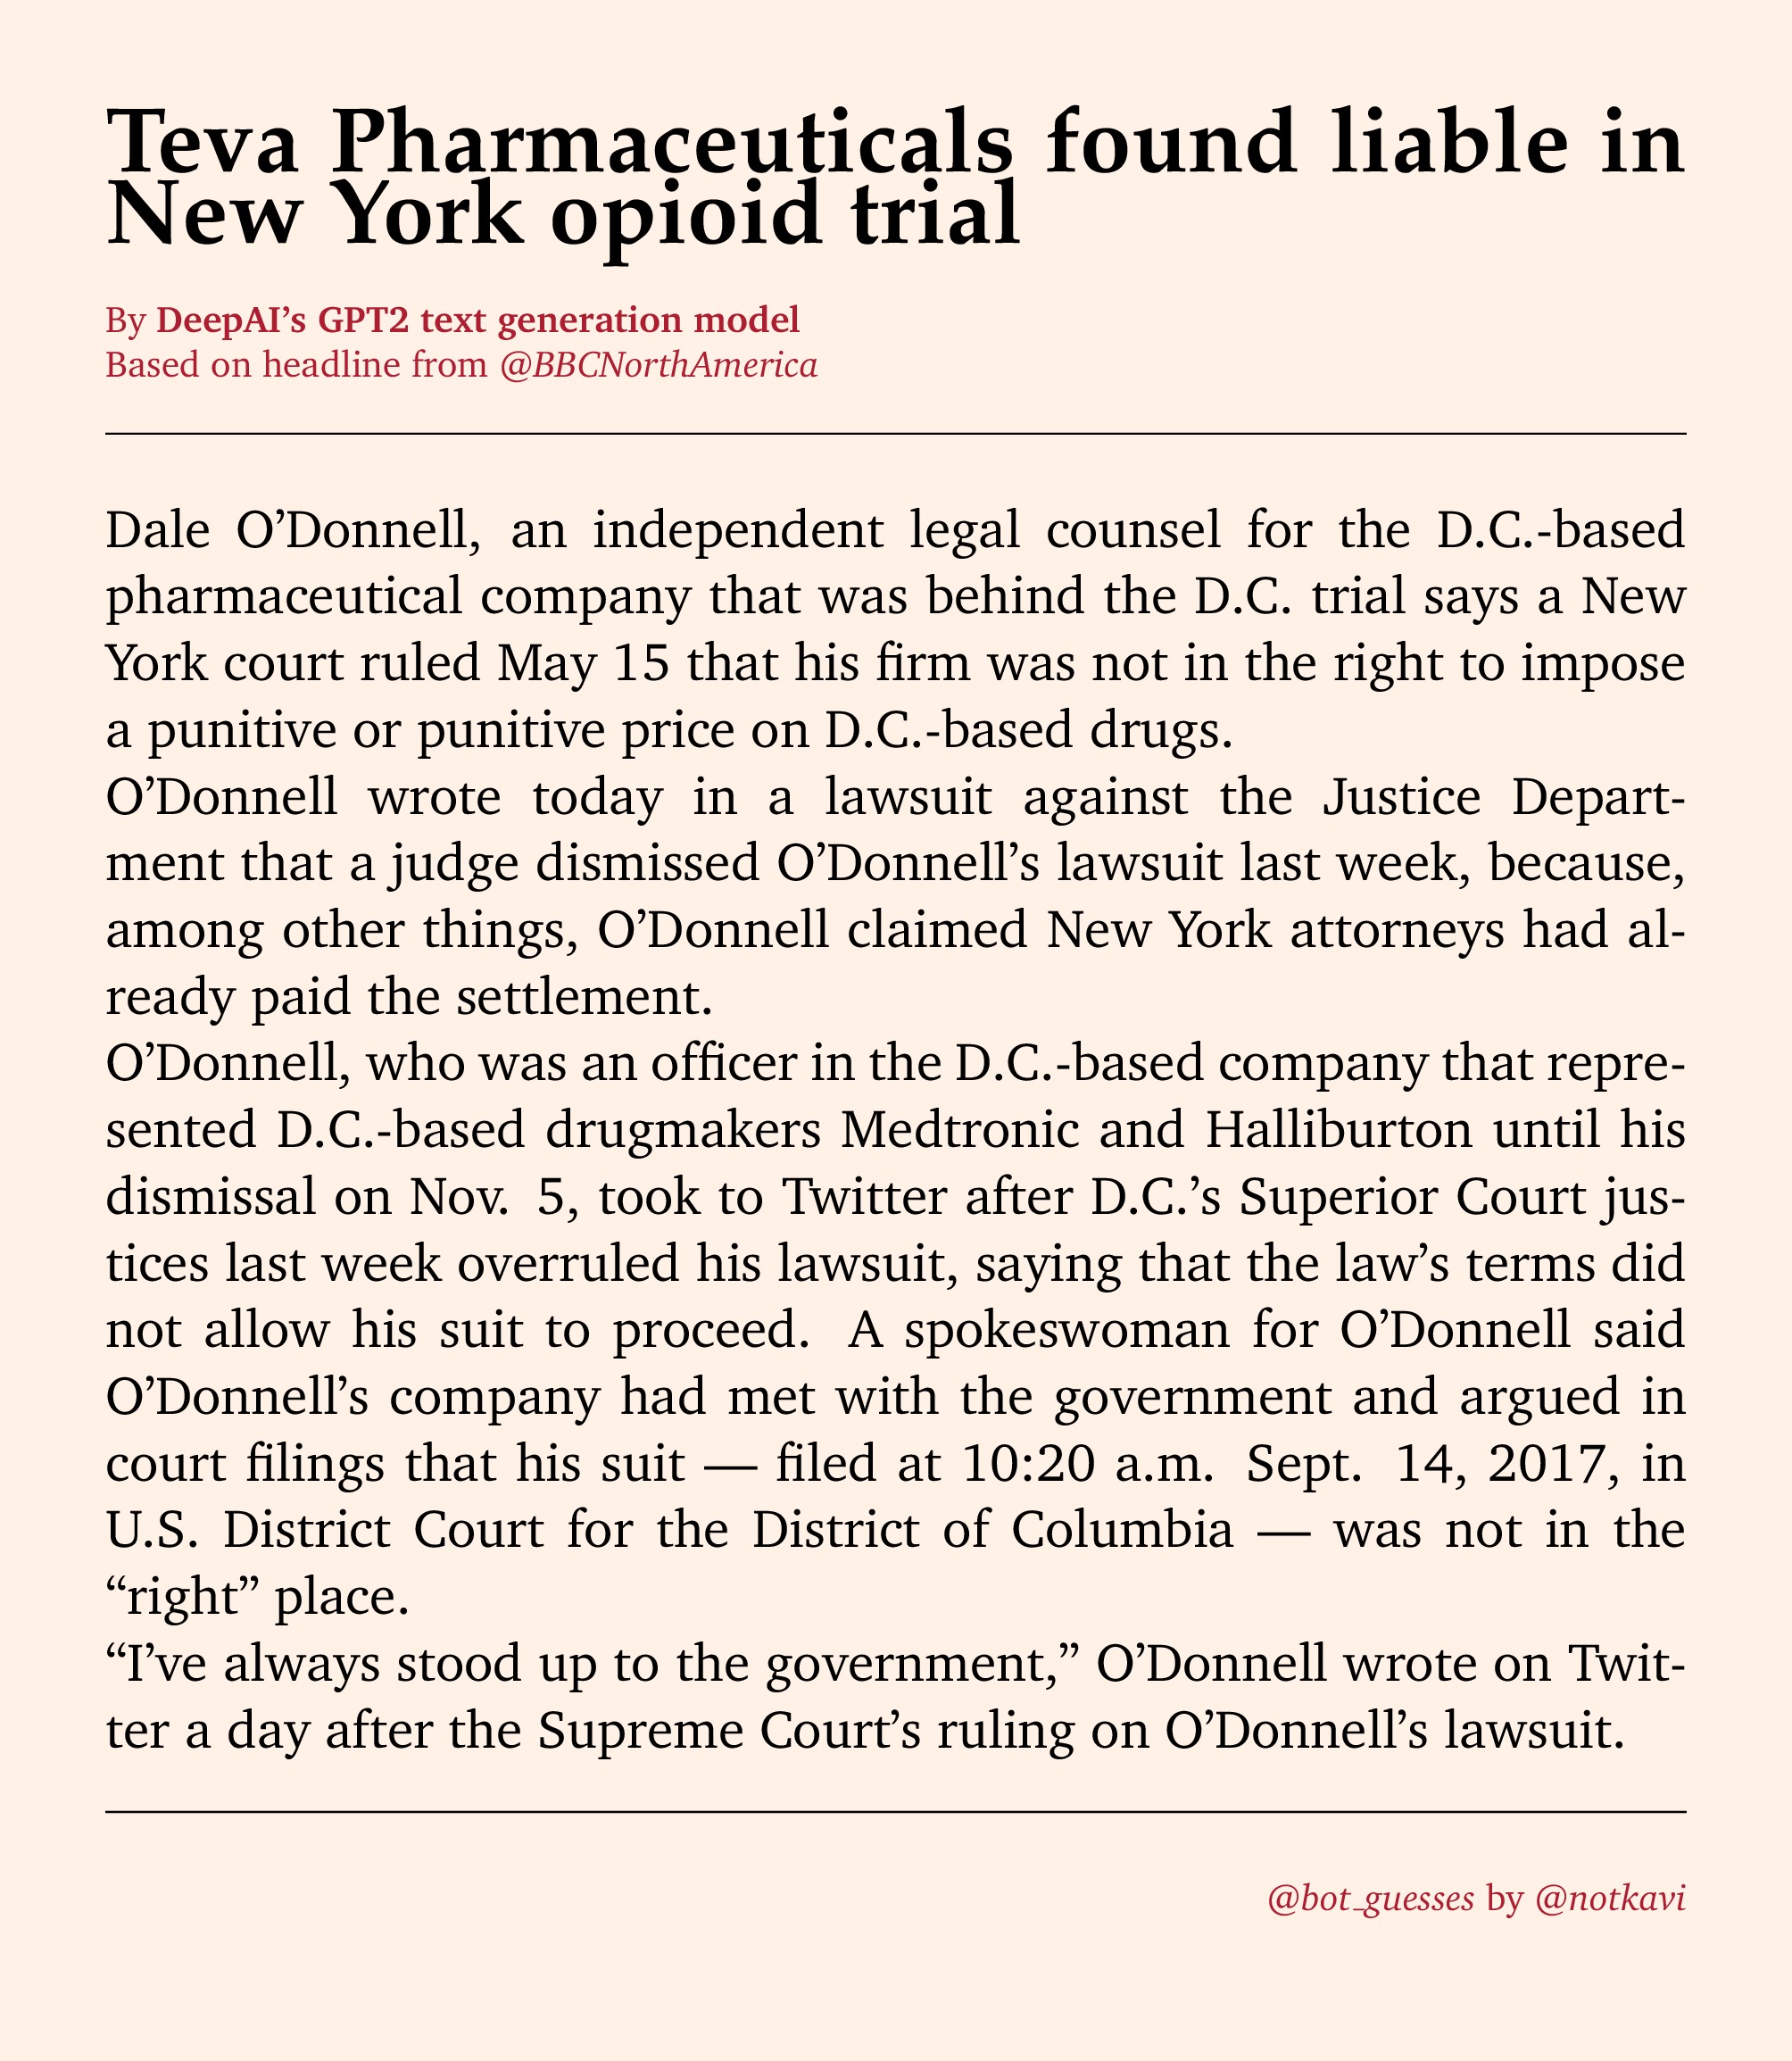 Teva Pharmaceuticals found liable in
New York opioid trial
By DeepAI’s GPT2 text generation model
Based on headline from @BBCNorthAmerica
Dale O’Donnell, an independent legal counsel for the D.C.-based
pharmaceutical company that was behind the D.C. trial says a New
York court ruled May 15 that his firm was not in the right to impose
a punitive or punitive price on D.C.-based drugs.
O’Donnell wrote today in a lawsuit against the Justice Depart-
ment that a judge dismissed O’Donnell’s lawsuit last week, because,
among other things, O’Donnell claimed New York attorneys had al-
ready paid the settlement.
O’Donnell, who was an officer in the D.C.-based company that repre-
sented D.C.-based drugmakers Medtronic and Halliburton until his
dismissal on Nov. 5, took to Twitter after D.C.’s Superior Court jus-
tices last week overruled his lawsuit, saying that the law’s terms did
not allow his suit to proceed. A spokeswoman for O’Donnell said
O’Donnell’s company had met with the government and argued in
court filings that his suit — filed at 10:20 a.m. Sept. 14, 2017, in
U.S. District Court for the District of Columbia — was not in the
“right” place.
“I’ve always stood up to the government,” O’Donnell wrote on Twit-
ter a day after the Supreme Court’s ruling on O’Donnell’s lawsuit.
@bot_guesses by @notkavi